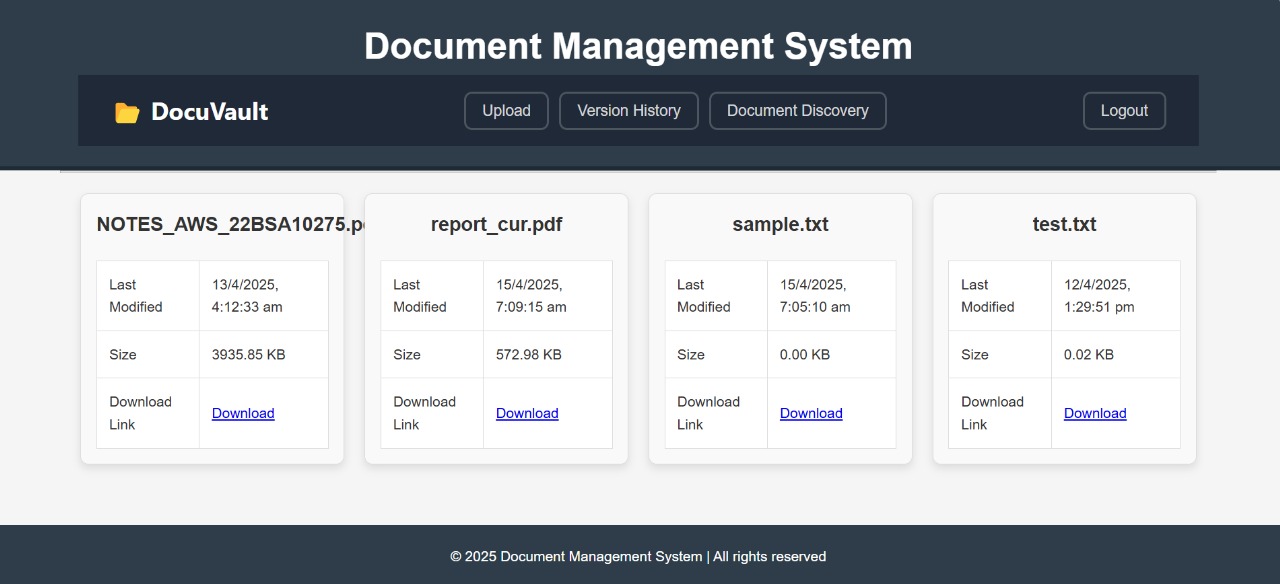 Document Management System
DocuVault
Upload
Version History
Document Discovery
Logout
NOTES_AWS_22BSA10275.p
Last
Modified
13/4/2025,
4:12:33 am
Size
3935.85 KB
Download
Link
Download
report_cur.pdf
Last
Modified
15/4/2025,
7:09:15 am
Size
572.98 KB
Download
Link
Download
sample.txt
Last
Modified
15/4/2025,
7:05:10 am
Size
0.00 KB
Download
Link
Download
test.txt
Last
Modified
12/4/2025,
1:29:51 pm
Size
0.02 KB
Download
Link
Download
© 2025 Document Management System | All rights reserved